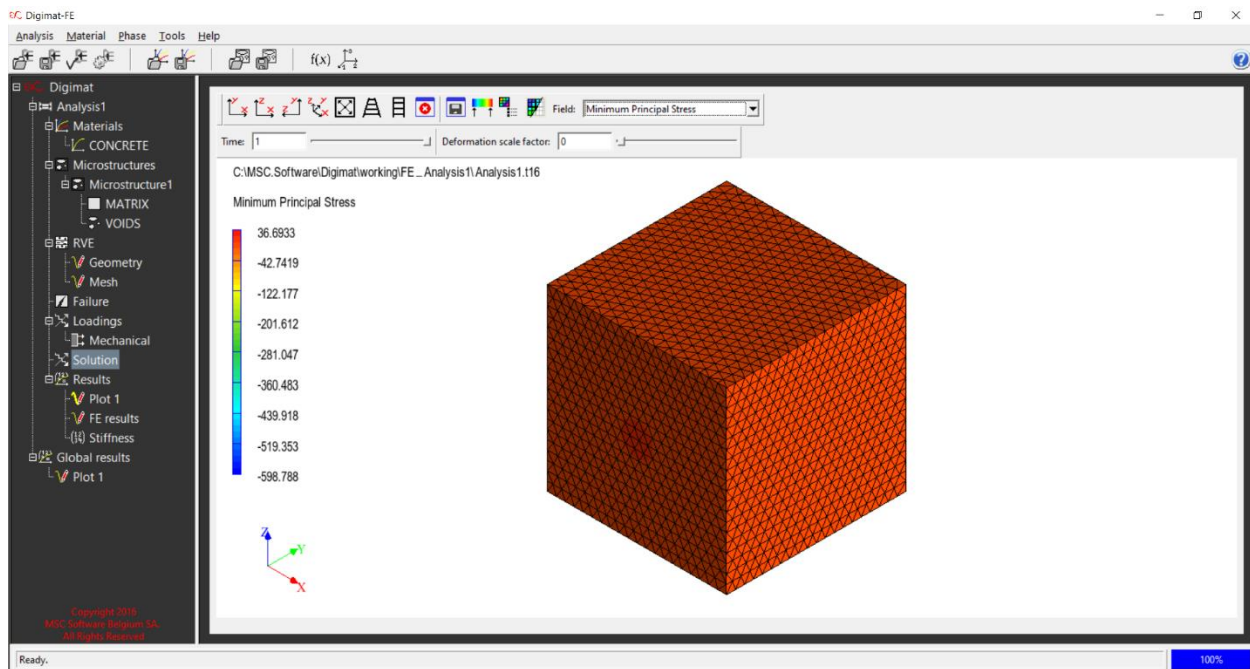 Digimat-FE
Analysis Material Phase Tools Help
f(x)
Digimat
Analysis1
Materials
CONCRETE
Microstructures
Microstructure1
MATRIX
VOIDS
RVE
Geometry
Mesh
Failure
Loadings
Mechanical
Solution
Results
Plot 1
FE results
Stiffness
Global results
Plot 1
Copyright 2016
MSC Software Belgium SA.
All Rights Reserved
Field: Minimum Principal Stress
Time: 1 Deformation scale factor: 0
C:\MSC.Software\Digimat\working\FE_Analysis1\Analysis1.t16
Minimum Principal Stress
36.6933
-42.7419
-122.177
-201.612
-281.047
-360.483
-439.918
-519.353
-598.788
Z
Y
X
Ready. 100%